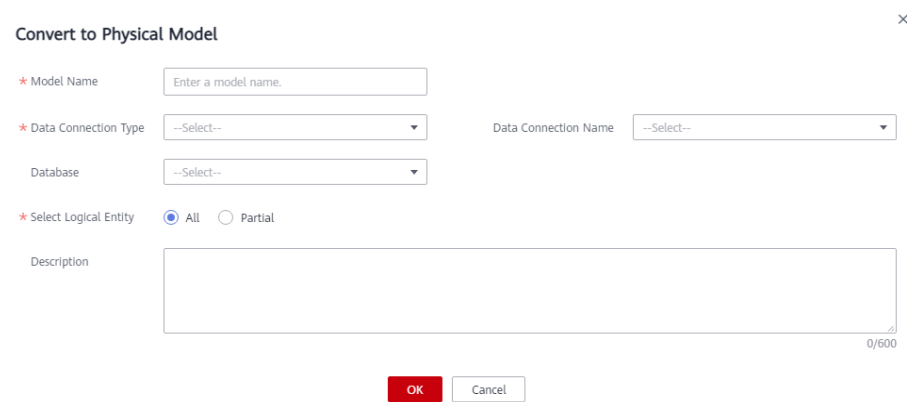 Convert to Physical Model
* Model Name Enter a model name.
* Data Connection Type --Select-- Data Connection Name --Select--
Database --Select--
* Select Logical Entity All Partial
Description
0/600
OK Cancel